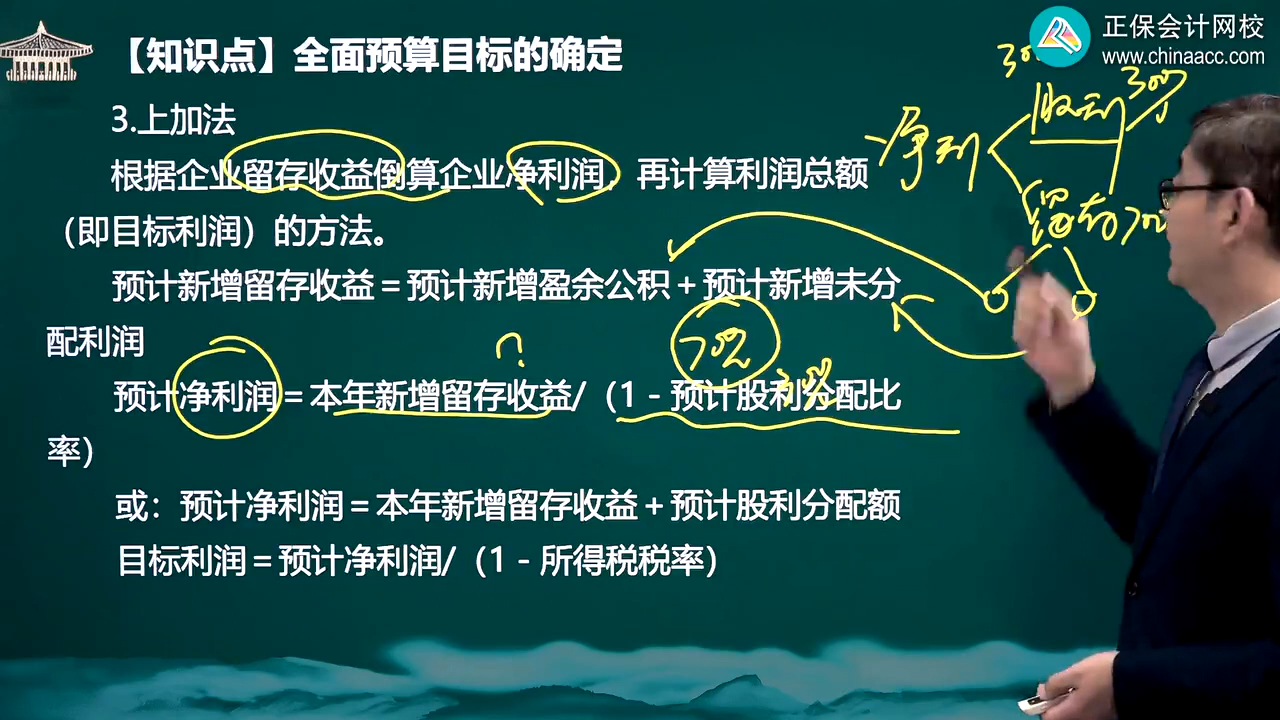 正保会计网校
www.chinaacc.com
【知识点】全面预算目标的确定
3.上加法
根据企业留存收益倒算企业净利润，再计算利润总额
（即目标利润）的方法。
预计新增留存收益＝预计新增盈余公积＋预计新增未分
配利润
预计净利润＝本年新增留存收益/（1－预计股利分配比
率）
或：预计净利润＝本年新增留存收益＋预计股利分配额
目标利润＝预计净利润/（1－所得税税率）
净利
留存
70%
30%
?